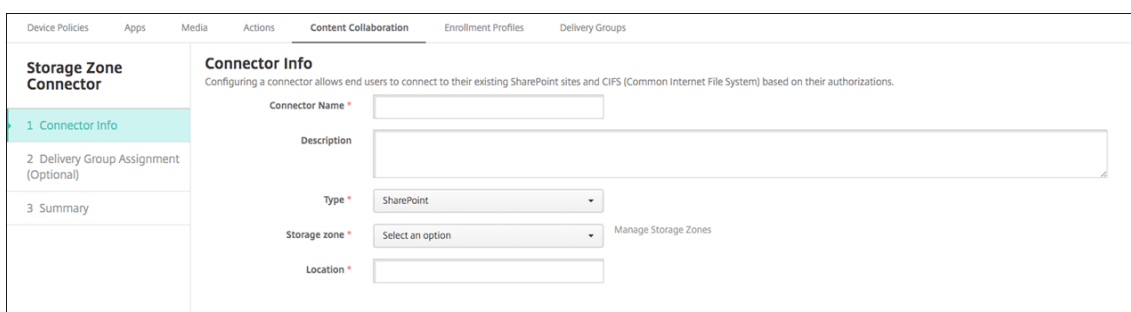 Device Policies Apps Media Actions Content Collaboration Enrollment Profiles Delivery Groups
Storage Zone
Connector
1 Connector Info
2 Delivery Group Assignment
(Optional)
3 Summary
Connector Info
Configuring a connector allows end users to connect to their existing SharePoint sites and CIFS (Common Internet File System) based on their authorizations.
Connector Name *
Description
Type * SharePoint
Storage zone * Select an option Manage Storage Zones
Location *